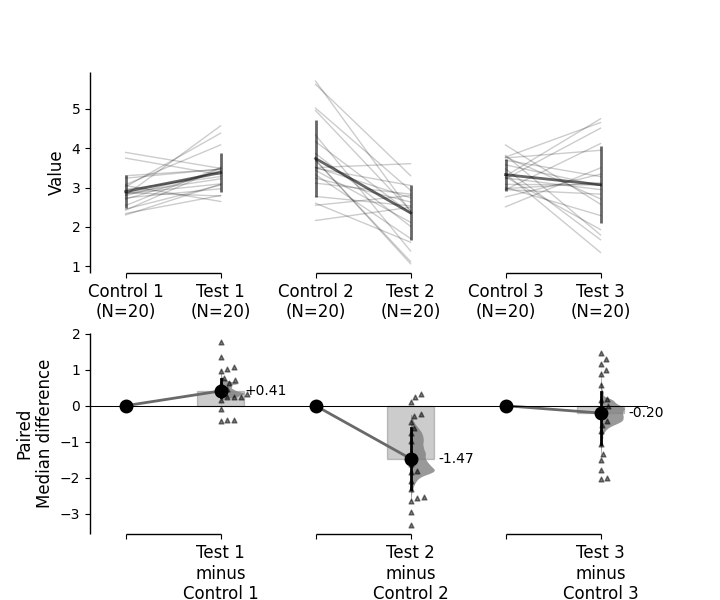 5
4
3
2
1
Value
Control 1 Test 1 Control 2 Test 2 Control 3 Test 3
(N=20) (N=20) (N=20) (N=20) (N=20) (N=20)
2
1
0
−1
−2
−3
Paired
Median difference
+0.41
-1.47
-0.20
Test 1 Test 2 Test 3
minus minus minus
Control 1 Control 2 Control 3